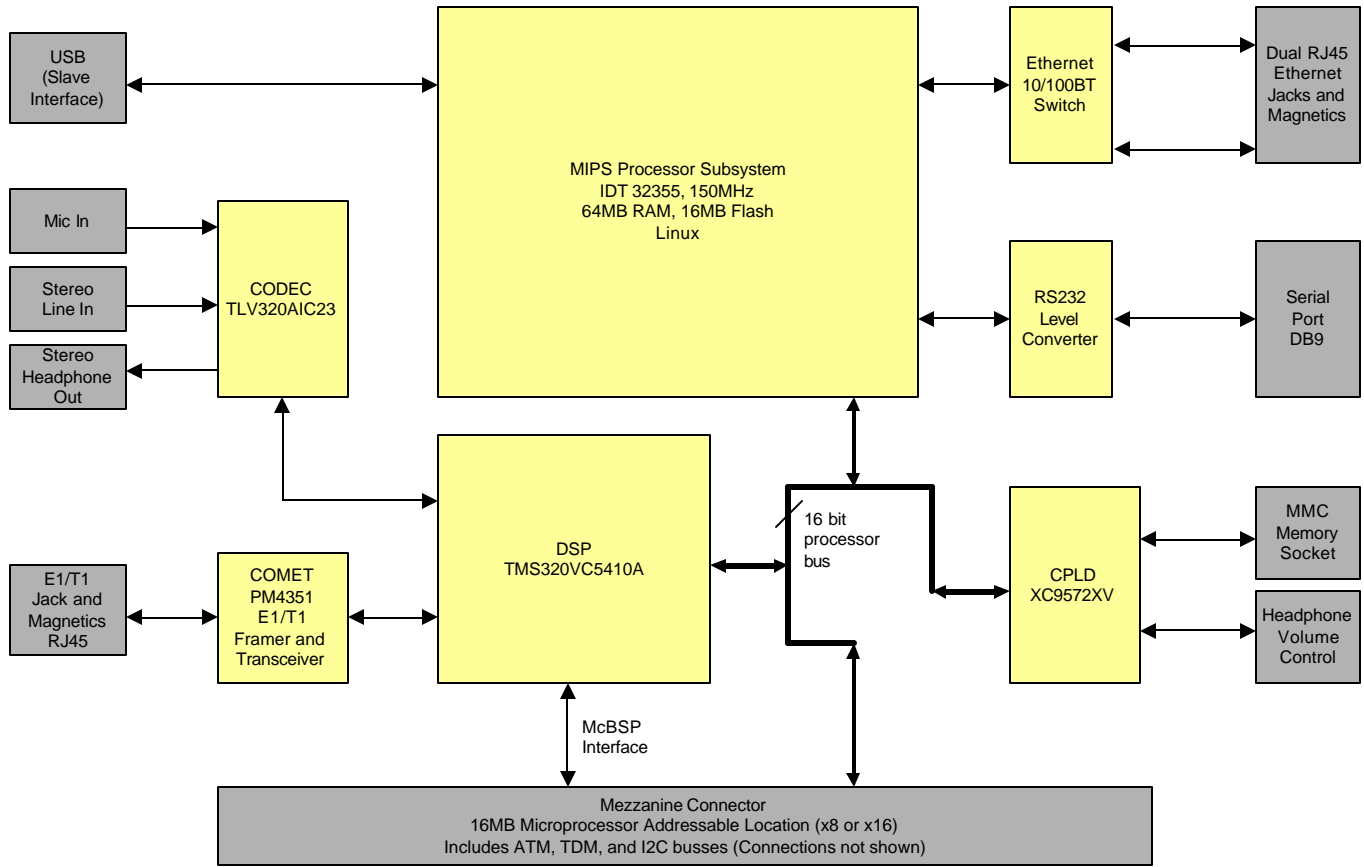 USB
(Slave
Interface)
MIPS Processor Subsystem
IDT 32355, 150MHz
64MB RAM, 16MB Flash
Linux
Ethernet
10/100BT
Switch
Dual RJ45
Ethernet
Jacks and
Magnetics
Mic In
Stereo
Line In
Stereo
Headphone
Out
CODEC
TLV320AIC23
RS232
Level
Converter
Serial
Port
DB9
DSP
TMS320VC5410A
16 bit
processor
bus
CPLD
XC9572XV
MMC
Memory
Socket
Headphone
Volume
Control
E1/T1
Jack and
Magnetics
RJ45
COMET
PM4351
E1/T1
Framer and
Transceiver
McBSP
Interface
Mezzanine Connector
16MB Microprocessor Addressable Location (x8 or x16)
Includes ATM, TDM, and I2C busses (Connections not shown)